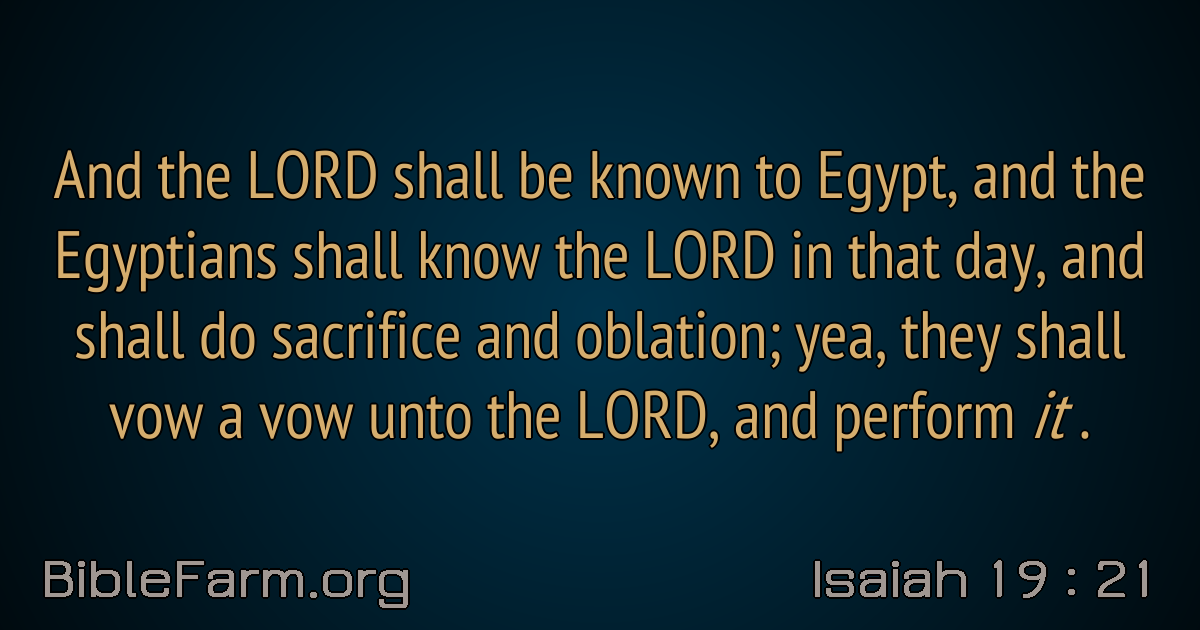 And the LORD shall be known to Egypt, and the
Egyptians shall know the LORD in that day, and
shall do sacrifice and oblation; yea, they shall
vow a vow unto the LORD, and perform it .
BibleFarm.org
Isaiah 19 : 21